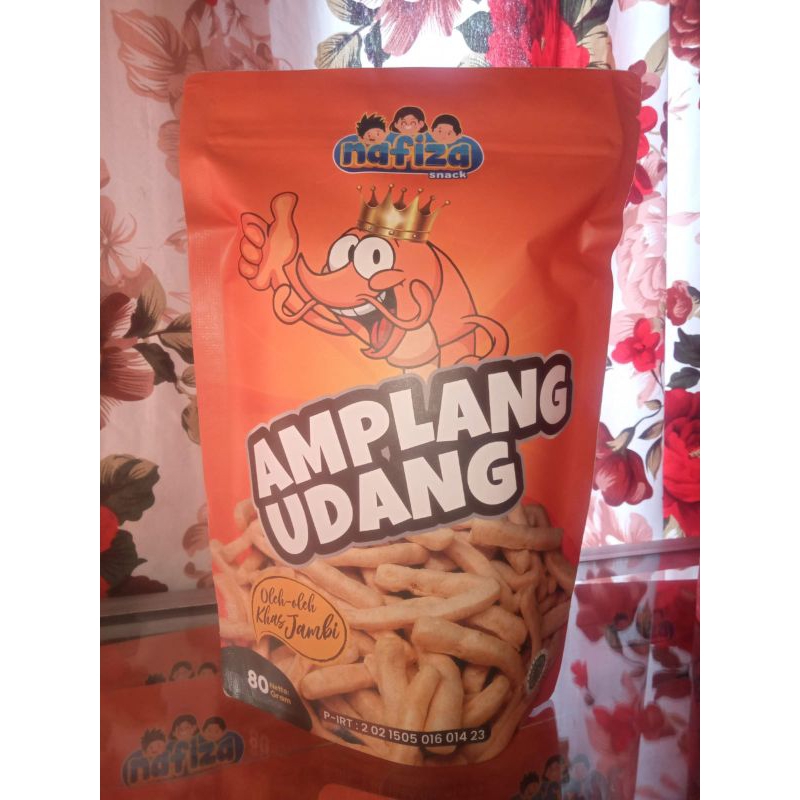 nafiza
snack
AMPLANG
UDANG
Oleh-oleh
Khas Jambi
80 Netto:
Gram
P-IRT : 2 02 1505 016 014 23
nafiza